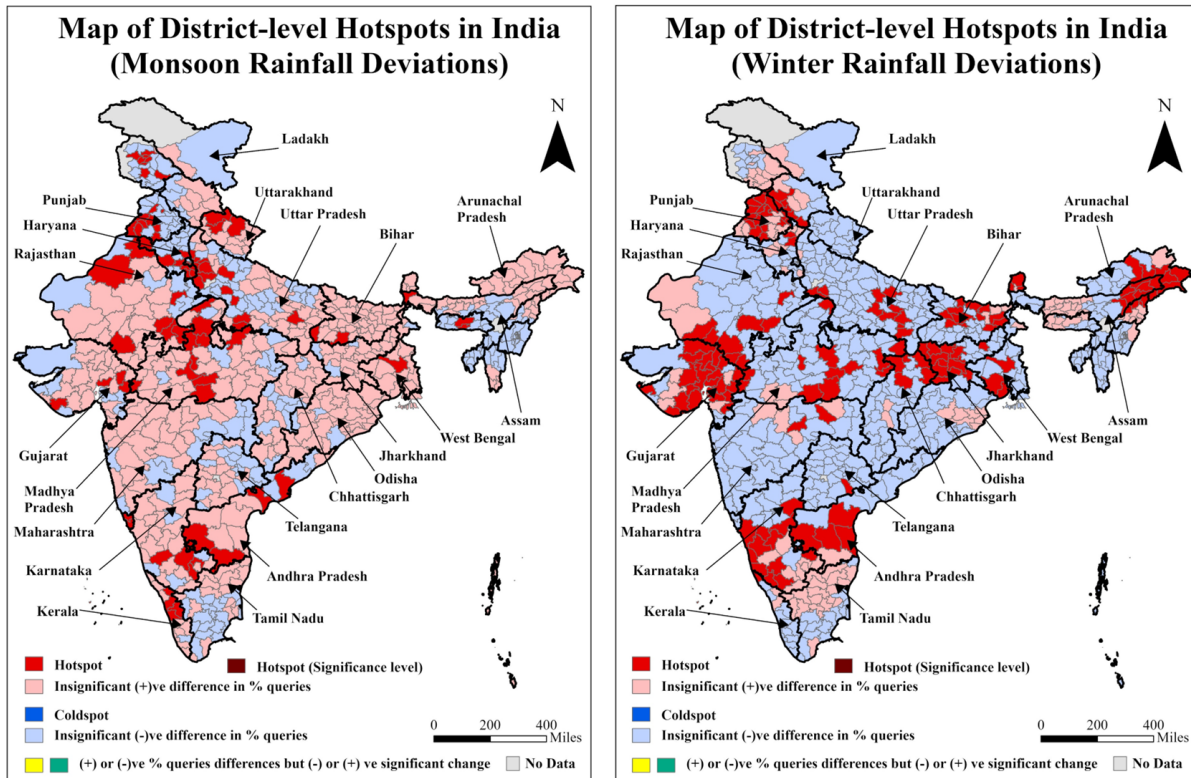 Map of District-level Hotspots in India
(Monsoon Rainfall Deviations)
N
Ladakh
Punjab
Uttarakhand
Haryana
Uttar Pradesh
Arunachal
Pradesh
Rajasthan
Bihar
Gujarat
Assam
West Bengal
Jharkhand
Madhya
Pradesh
Odisha
Chhattisgarh
Maharashtra
Telangana
Karnataka
Andhra Pradesh
Kerala
Tamil Nadu
Hotspot
Hotspot (Significance level)
Insignificant (+)ve difference in % queries
Coldspot
Insignificant (-)ve difference in % queries
0 200 400
Miles
(+) or (-)ve % queries differences but (-) or (+) ve significant change
No Data
Map of District-level Hotspots in India
(Winter Rainfall Deviations)
N
Ladakh
Punjab
Uttarakhand
Haryana
Uttar Pradesh
Arunachal
Pradesh
Rajasthan
Bihar
Gujarat
Assam
West Bengal
Jharkhand
Madhya
Pradesh
Odisha
Chhattisgarh
Maharashtra
Telangana
Karnataka
Andhra Pradesh
Kerala
Tamil Nadu
Hotspot
Hotspot (Significance level)
Insignificant (+)ve difference in % queries
Coldspot
Insignificant (-)ve difference in % queries
0 200 400
Miles
(+) or (-)ve % queries differences but (-) or (+) ve significant change
No Data